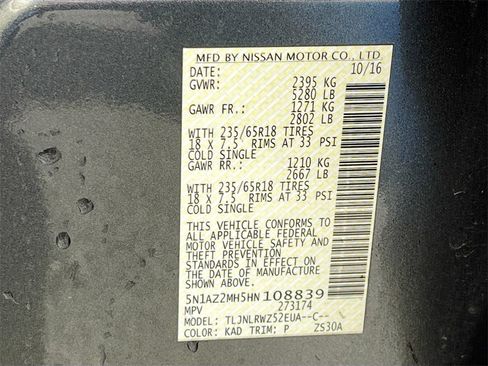 MFD BY NISSAN MOTOR CO., LTD.
DATE: 10/16
GVWR: 2395 KG
5280 LB
GAWR FR.: 1271 KG
2802 LB
WITH 235/65R18 TIRES
18 X 7.5" RIMS AT 33 PSI
COLD SINGLE
GAWR RR.: 1210 KG
2667 LB
WITH 235/65R18 TIRES
18 X 7.5 RIMS AT 33 PSI
COLD SINGLE
THIS VEHICLE CONFORMS TO
ALL APPLICABLE FEDERAL
MOTOR VEHICLE SAFETY AND
THEFT PREVENTION
STANDARDS IN EFFECT ON
THE DATE OF MANUFACTURE
SHOWN ABOVE.
5N1AZ2MH5HN108839
MPV 273174
MODEL: TLJNLRWZ52EUA--C--
COLOR: KAD TRIM: P ZS30A